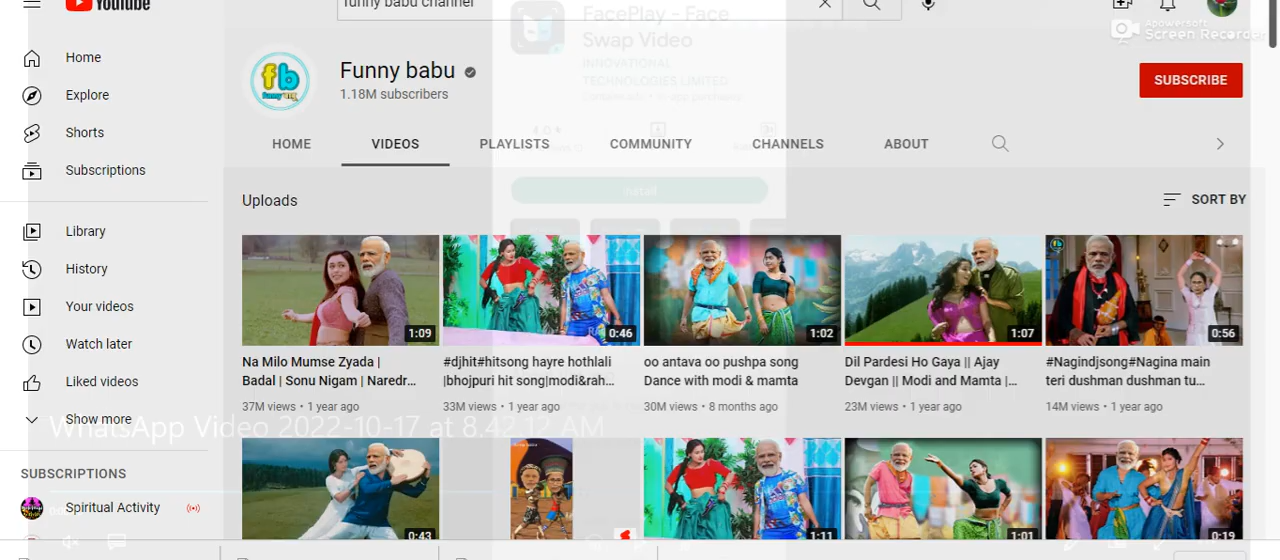 YouTube
funny babu channel
FacePlay - Face
Swap Video
INNOVATIONAL
TECHNOLOGIES LIMITED
Apowersoft
Screen Recorder
Home
Explore
Shorts
Subscriptions
Library
History
Your videos
Watch later
Liked videos
Show more
SUBSCRIPTIONS
Spiritual Activity
fb
Funny babu
1.18M subscribers
SUBSCRIBE
HOME
VIDEOS
PLAYLISTS
COMMUNITY
CHANNELS
ABOUT
Install
Uploads
SORT BY
1:09
0:46
1:02
1:07
0:56
Na Milo Mumse Zyada |
Badal | Sonu Nigam | Naredr...
37M views • 1 year ago
#djhit#hitsong hayre hothlali
|bhojpuri hit song|modi&rah...
33M views • 1 year ago
oo antava oo pushpa song
Dance with modi & mamta
30M views • 8 months ago
Dil Pardesi Ho Gaya || Ajay
Devgan || Modi and Mamta |...
23M views • 1 year ago
#Nagindjsong#Nagina main
teri dushman dushman tu...
14M views • 1 year ago
WhatsApp Video 2022-10-17 at 8.42.12 AM
0:43
1:11
1:01
0:19